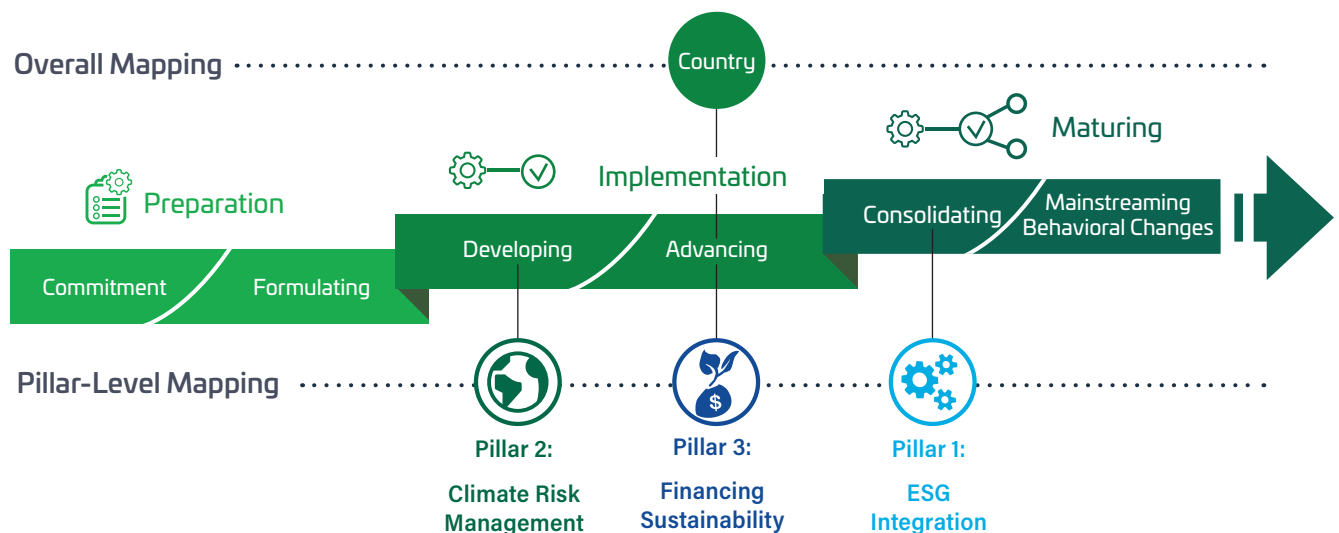 Overall Mapping
Country
Maturing
Implementation
Preparation
Consolidating
Mainstreaming
Behavioral Changes
Developing
Advancing
Commitment
Formulating
Pillar-Level Mapping
$
Pillar 2:
Climate Risk
Management
Pillar 3:
Financing
Sustainability
Pillar 1:
ESG
Integration